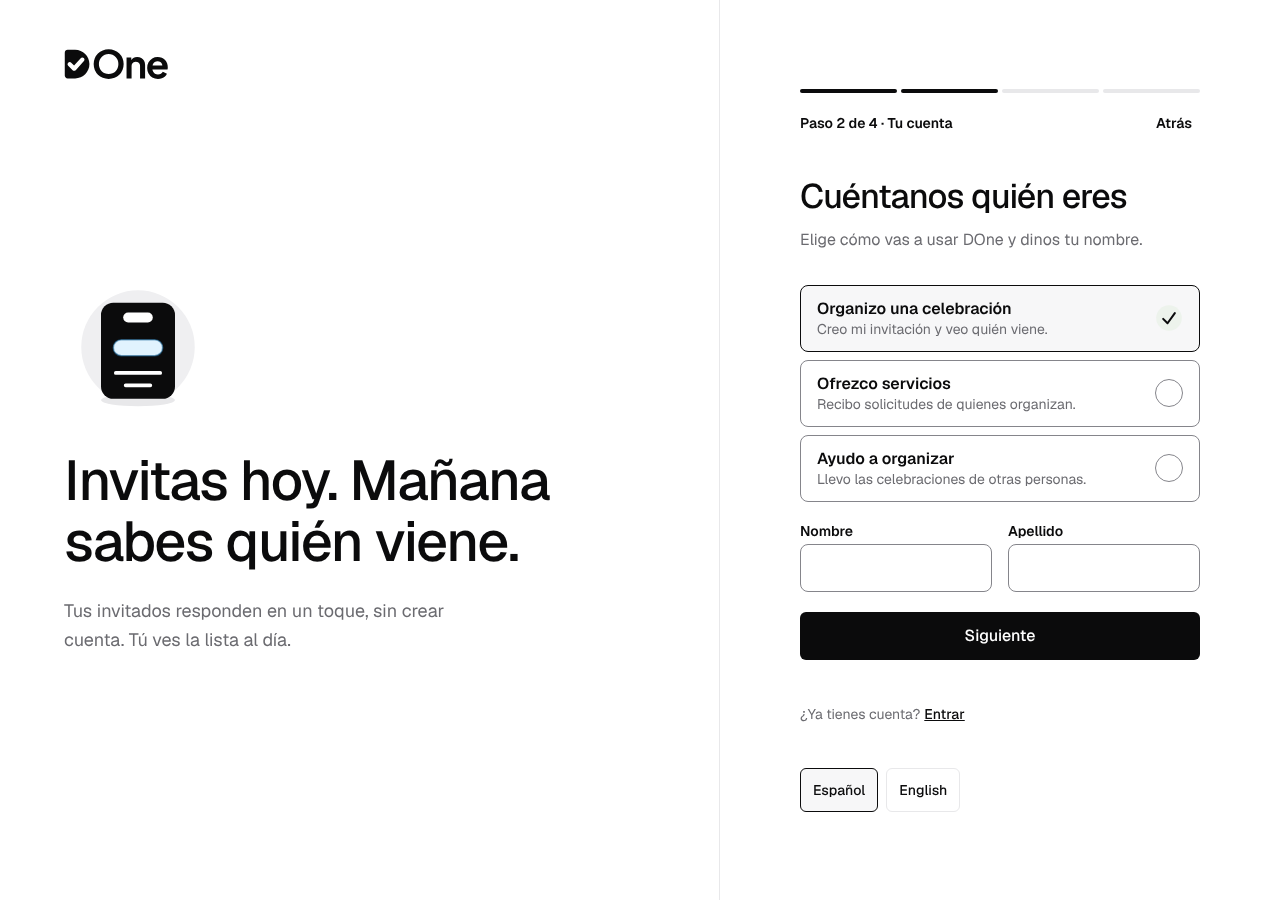 DOne
Invitas hoy. Mañana
sabes quién viene.
Tus invitados responden en un toque, sin crear
cuenta. Tú ves la lista al día.
Paso 2 de 4 · Tu cuenta
Atrás
Cuéntanos quién eres
Elige cómo vas a usar DOne y dinos tu nombre.
Organizo una celebración
Creo mi invitación y veo quién viene.
Ofrezco servicios
Recibo solicitudes de quienes organizan.
Ayudo a organizar
Llevo las celebraciones de otras personas.
Nombre
Apellido
Siguiente
¿Ya tienes cuenta? Entrar
Español
English